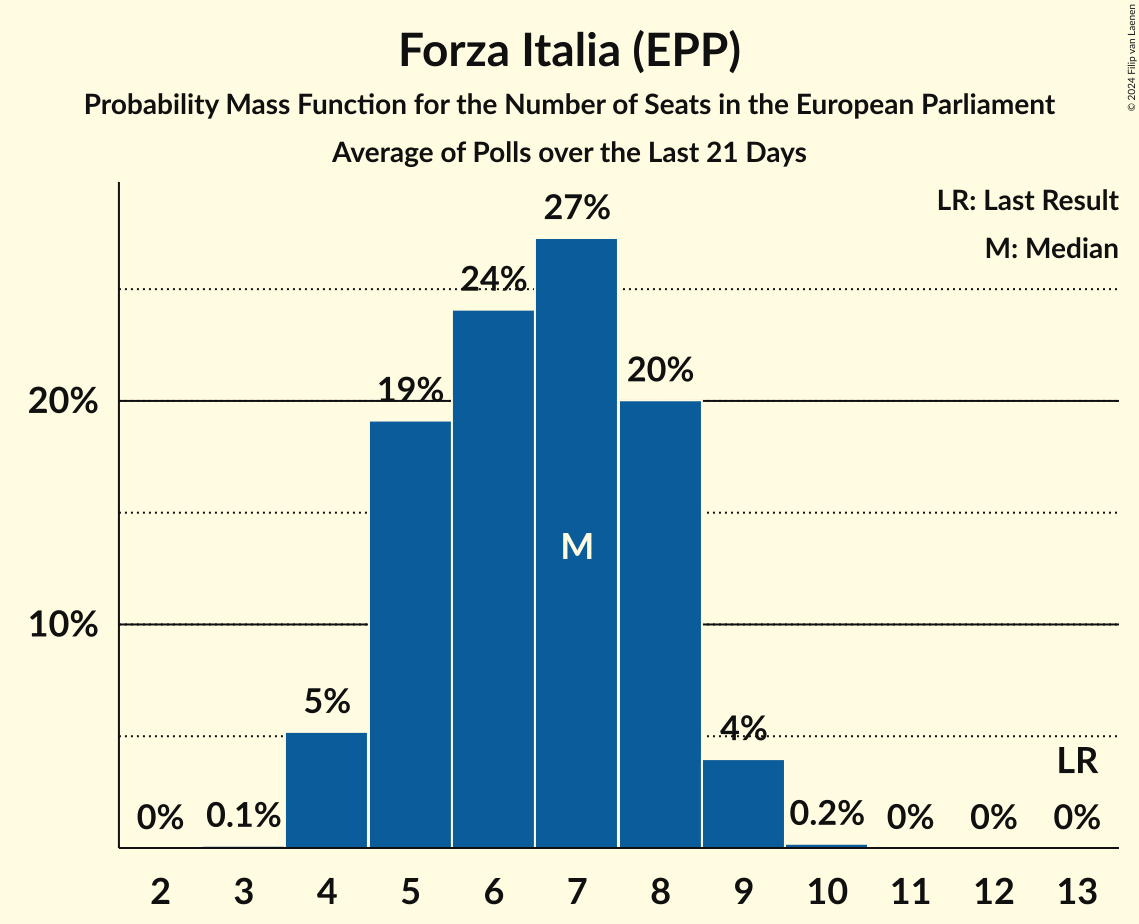 Forza Italia (EPP)
Probability Mass Function for the Number of Seats in the European Parliament
Average of Polls over the Last 21 Days
© 2024 Filip van Laenen
LR: Last Result
M: Median
27%
24%
20%
19%
20%
M
10%
5%
4%
LR
0% 0.1% 0.2% 0% 0% 0%
2 3 4 5 6 7 8 9 10 11 12 13